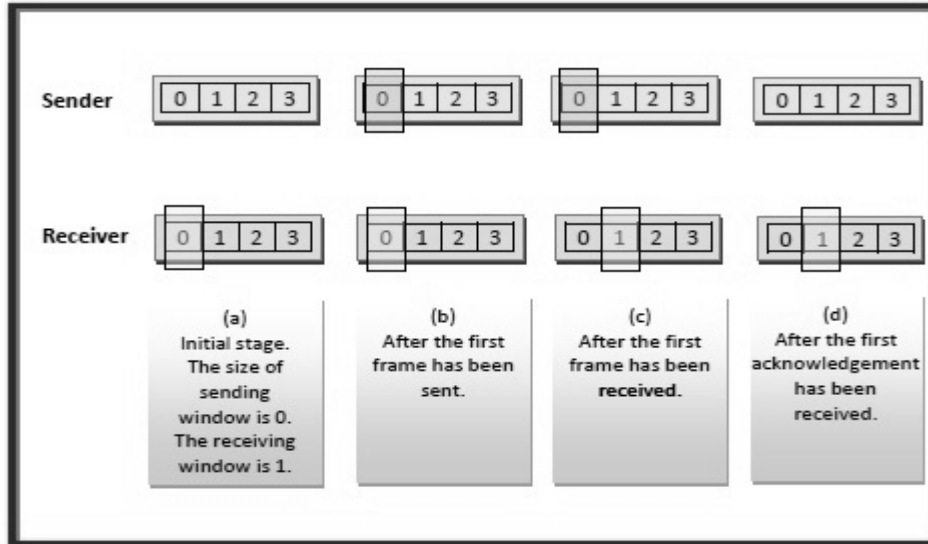 Sender 0 1 2 3 0 1 2 3 0 1 2 3 0 1 2 3
Receiver 0 1 2 3 0 1 2 3 0 1 2 3 0 1 2 3
(a)
Initial stage.
The size of
sending
window is 0.
The receiving
window is 1.
(b)
After the first
frame has been
sent.
(c)
After the first
frame has been
received.
(d)
After the first
acknowledgement
has been
received.